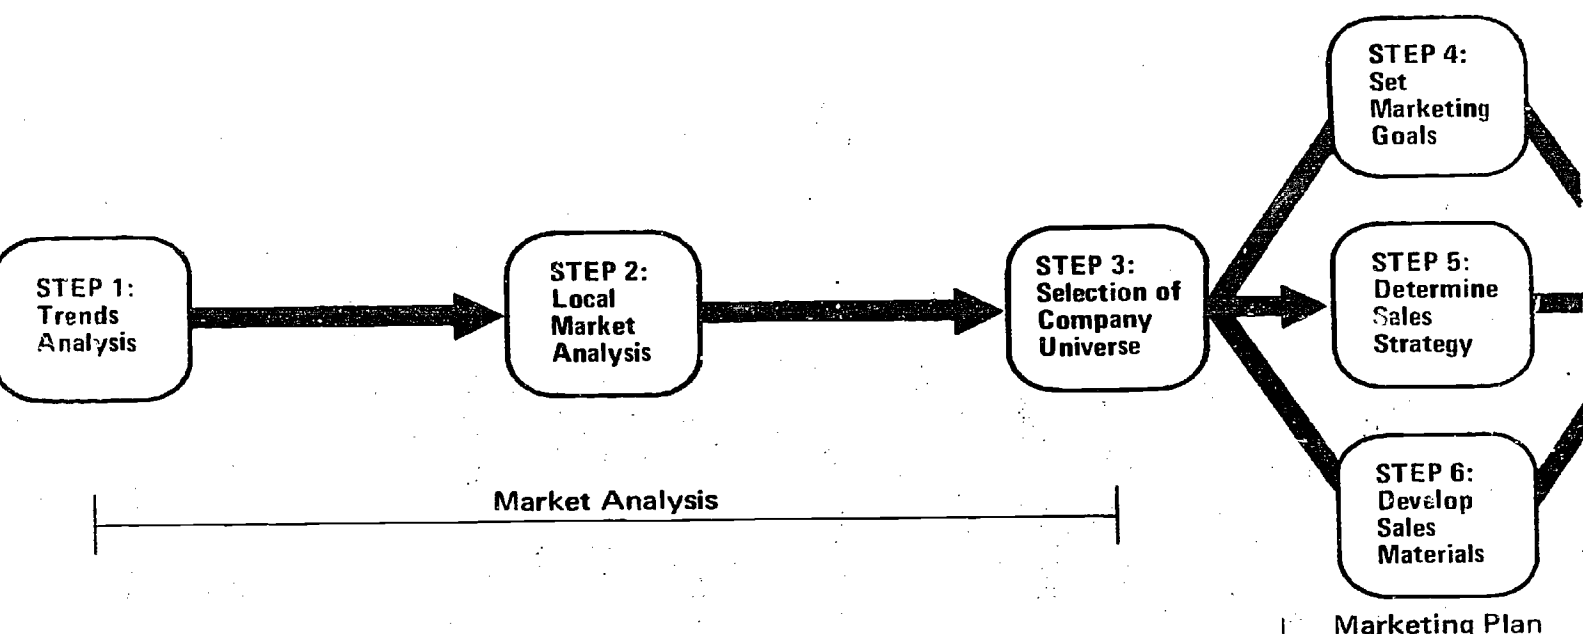 STEP 1:
Trends
Analysis
STEP 2:
Local
Market
Analysis
STEP 3:
Selection of
Company
Universe
STEP 4:
Set
Marketing
Goals
STEP 5:
Determine
Sales
Strategy
STEP 6:
Develop
Sales
Materials
Market Analysis
Marketing Plan